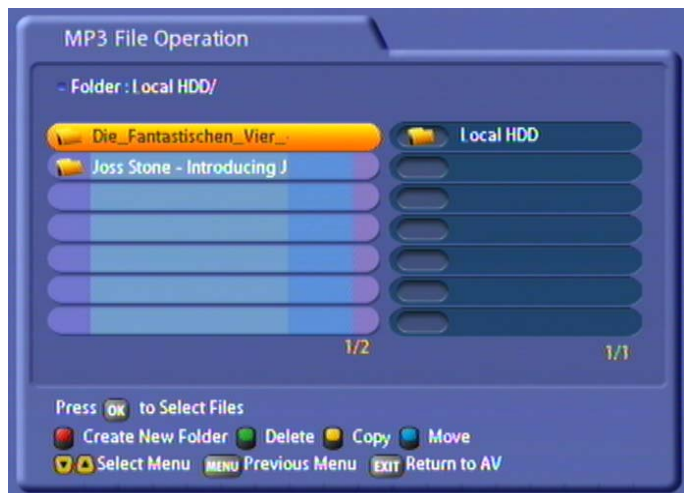 MP3 File Operation
Folder : Local HDD/
Die_Fantastischen_Vier_-
Local HDD
Joss Stone - Introducing J
1/2
1/1
Press OK to Select Files
Create New Folder Delete Copy Move
Select Menu MENU Previous Menu EXIT Return to AV